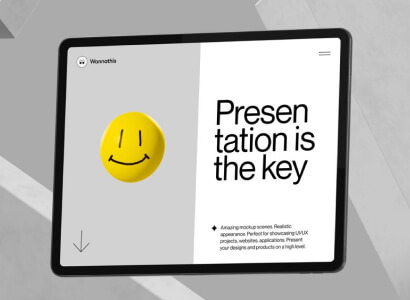 Wannathis
Presen
tation is
the key
Amazing mockup scenes. Realistic
appearance. Perfect for showcasing UI/UX
projects, websites, applications. Present
your designs and products on a high level.